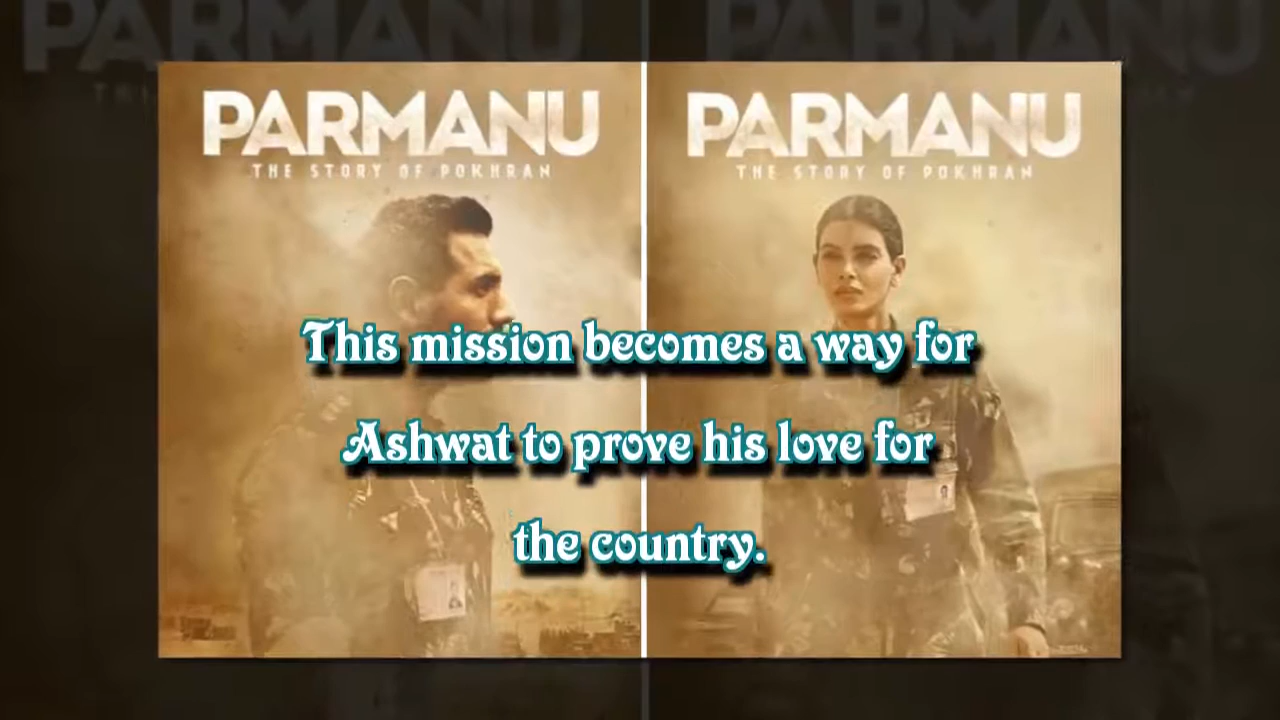 PARMANU
THE STORY OF POKHRAN
PARMANU
THE STORY OF POKHRAN
This mission becomes a way for
Ashwat to prove his love for
the country.